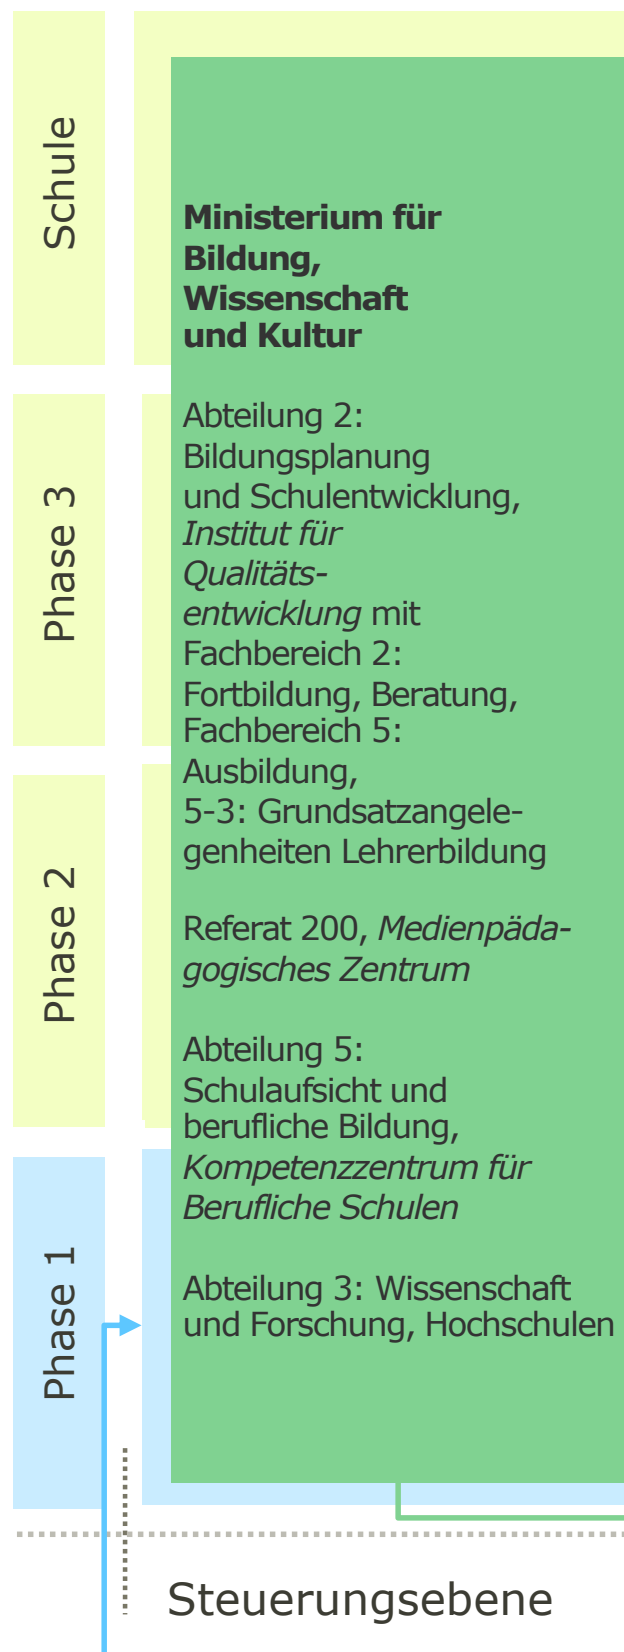 Schule
Phase 3
Phase 2
Phase 1
Ministerium für
Bildung,
Wissenschaft
und Kultur
Abteilung 2:
Bildungsplanung
und Schulentwicklung,
Institut für
Qualitäts-
entwicklung mit
Fachbereich 2:
Fortbildung, Beratung,
Fachbereich 5:
Ausbildung,
5-3: Grundsatzangele-
genheiten Lehrerbildung
Referat 200, Medienpäda-
gogisches Zentrum
Abteilung 5:
Schulaufsicht und
berufliche Bildung,
Kompetenzzentrum für
Berufliche Schulen
Abteilung 3: Wissenschaft
und Forschung, Hochschulen
Steuerungsebene